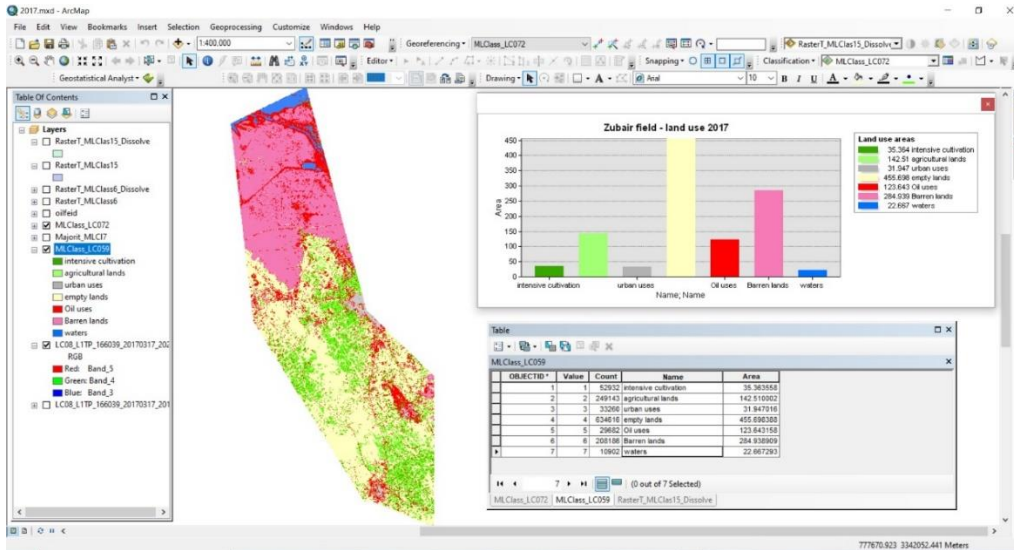 2017.mxd - ArcMap
File Edit View Bookmarks Insert Selection Geoprocessing Customize Windows Help
1:400.000
Georeferencing
MLClass_LC072
RasterT_MLClas15_Dissolve
Editor
Snapping
Classification
MLClass_LC072
Geostatistical Analyst
Drawing
A
Arial
10
B I U A
Table Of Contents
Layers
RasterT_MLClas15_Dissolve
RasterT_MLClas15
RasterT_MLClass6_Dissolve
RasterT_MLClass6
oilfeid
MLClass_LC072
Majorit_MLCl7
MLClass_LC059
intensive cultivation
agricultural lands
urban uses
empty lands
Oil uses
Barren lands
waters
LC08_L1TP_166039_20170317_202
RGB
Red: Band_5
Green: Band_4
Blue: Band_3
LC08_L1TP_166039_20170317_201
Zubair field - land use 2017
Area
450
400
350
300
250
200
150
100
50
0
intensive cultivation urban uses Oil uses Barren lands waters
Name; Name
Land use areas
35.364 intensive cultivation
142.51 agricultural lands
31.947 urban uses
455.698 empty lands
123.643 Oil uses
284.939 Barren lands
22.667 waters
Table
MLClass_LC059
OBJECTID * Value Count Name Area
1 1 52932 intensive cultivation 35.363558
2 2 249143 agricultural lands 142.510002
3 3 33260 urban uses 31.947016
4 4 634616 empty lands 455.698388
5 5 29682 Oil uses 123.643158
6 6 208186 Barren lands 284.938909
7 7 10902 waters 22.667293
7
(0 out of 7 Selected)
MLClass_LC072 MLClass_LC059 RasterT_MLClas15_Dissolve
777670.923 3342052.441 Meters